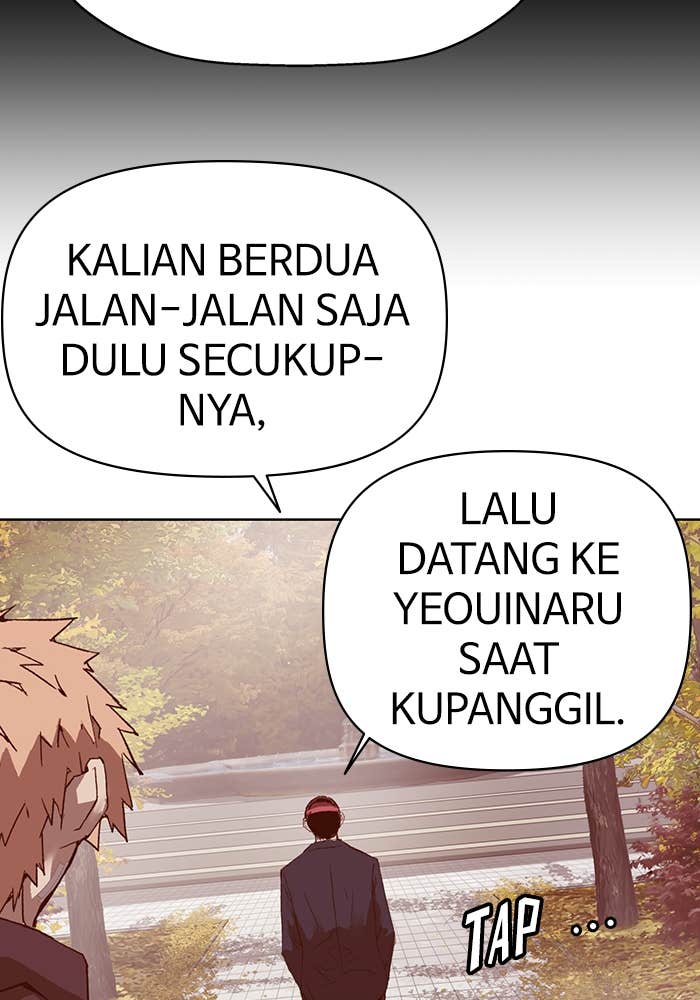 KALIAN BERDUA
JALAN-JALAN SAJA
DULU SECUKUP-
NYA,
LALU
DATANG KE
YEOUINARU
SAAT
KUPANGGIL.
TAP ...